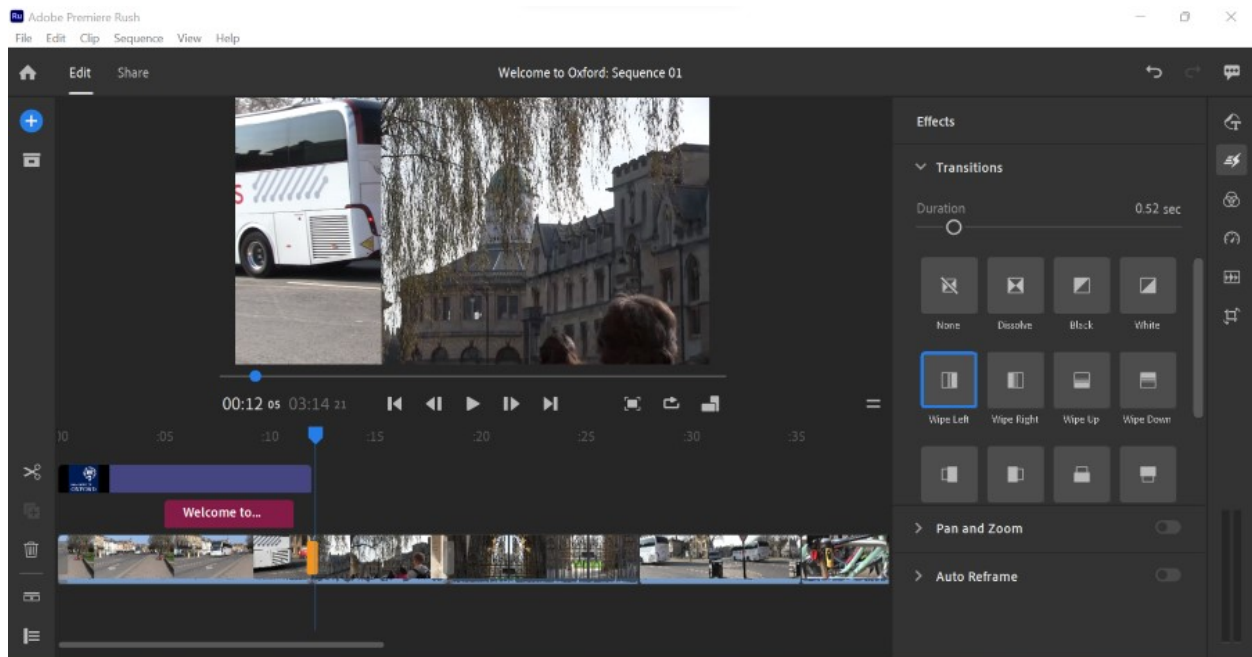 Ru Adobe Premiere Rush
File Edit Clip Sequence View Help
Edit Share Welcome to Oxford: Sequence 01
Effects
Transitions
Duration 0.52 sec
None Dissolve Black White
Wipe Left Wipe Right Wipe Up Wipe Down
S
00:12 05 03:14 21
:05 :10 :15 :20 :25 :30 :35
OXFORD
Welcome to...
Pan and Zoom
Auto Reframe